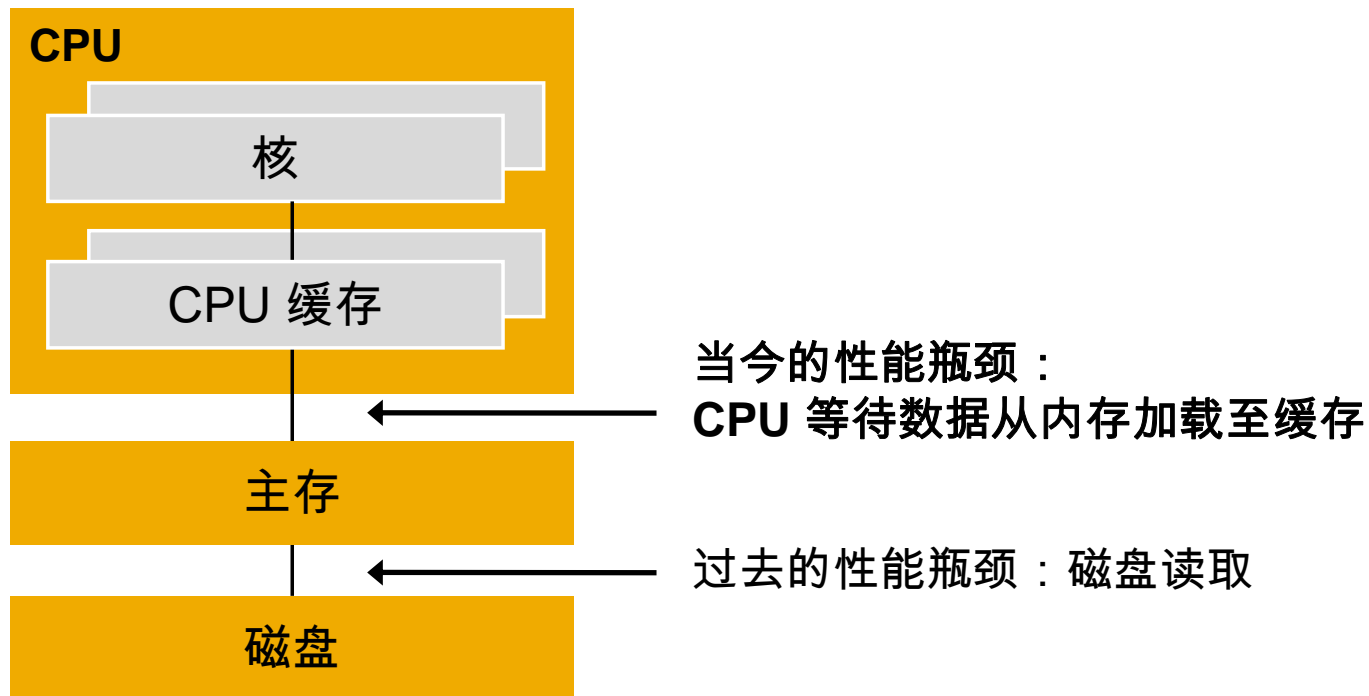 CPU
核
CPU 缓存
当今的性能瓶颈：
CPU 等待数据从内存加载至缓存
主存
过去的性能瓶颈：磁盘读取
磁盘